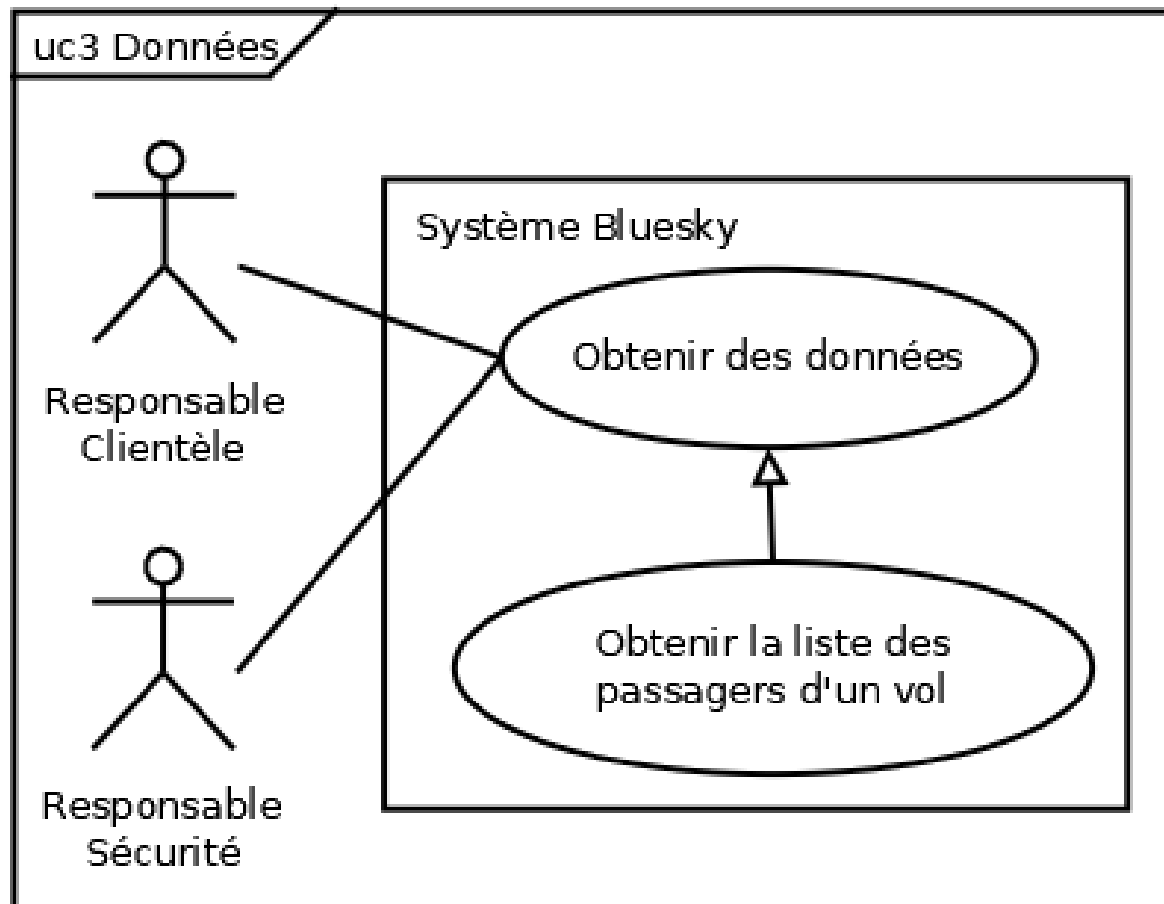 uc3 Données
Système Bluesky
Obtenir des données
Responsable
Clientèle
Obtenir la liste des
passagers d'un vol
Responsable
Sécurité